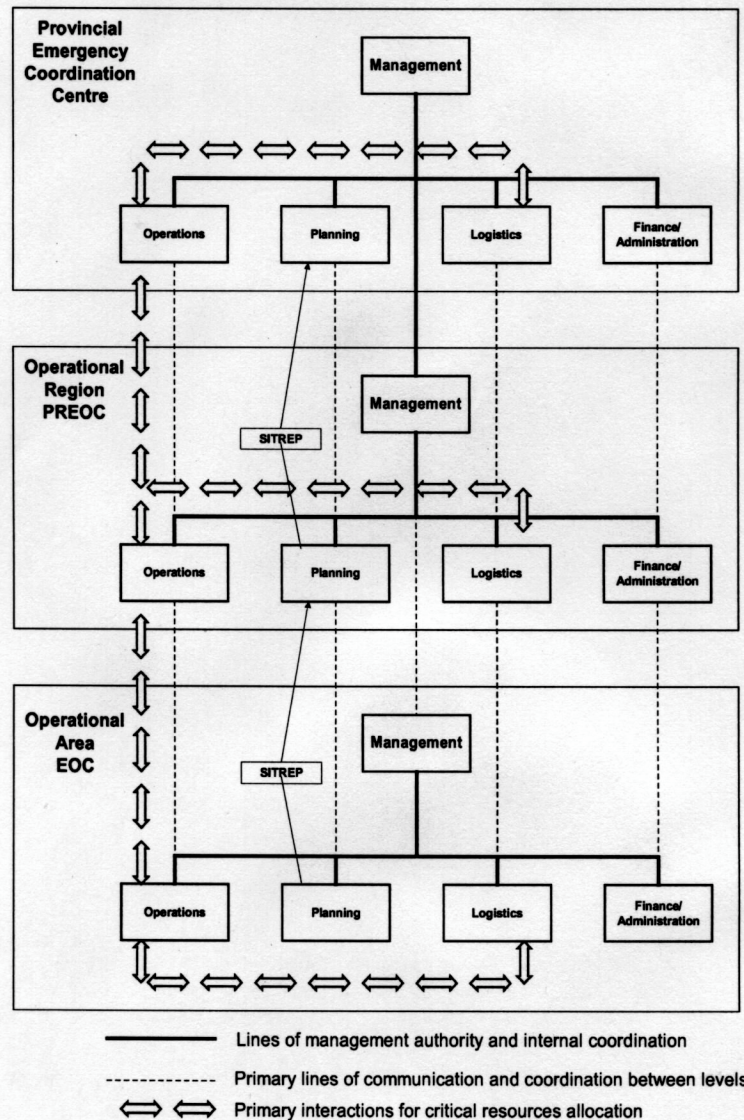 Provincial
Emergency
Coordination
Centre
Management
Operations
Planning
Logistics
Finance/
Administration
Operational
Region
PREOC
Management
SITREP
Operations
Planning
Logistics
Finance/
Administration
Operational
Area
EOC
Management
SITREP
Operations
Planning
Logistics
Finance/
Administration
Lines of management authority and internal coordination
Primary lines of communication and coordination between levels
Primary interactions for critical resources allocation